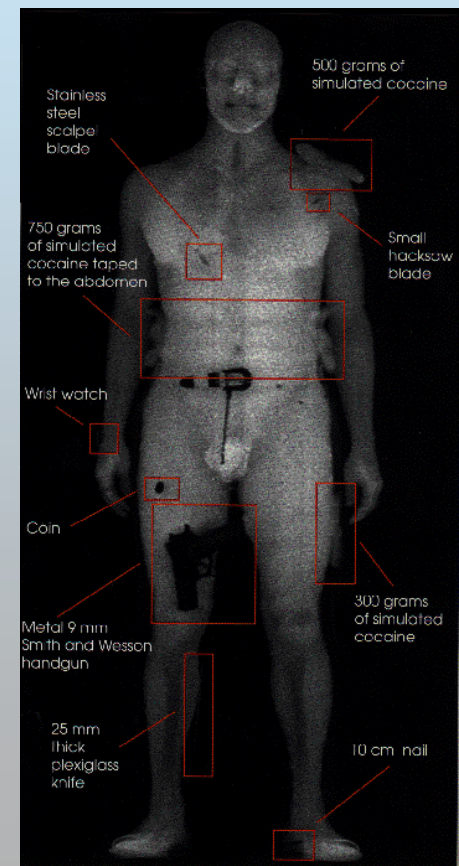 500 grams of
simulated cocaine
Stainless
steel
scalpel
blade
750 grams
of simulated
cocaine taped
to the abdomen
Small
hacksaw
blade
Wrist watch
Coin
Metal 9 mm
Smith and Wesson
handgun
300 grams
of simulated
cocaine
25 mm
thick
plexiglass
knife
10 cm nail